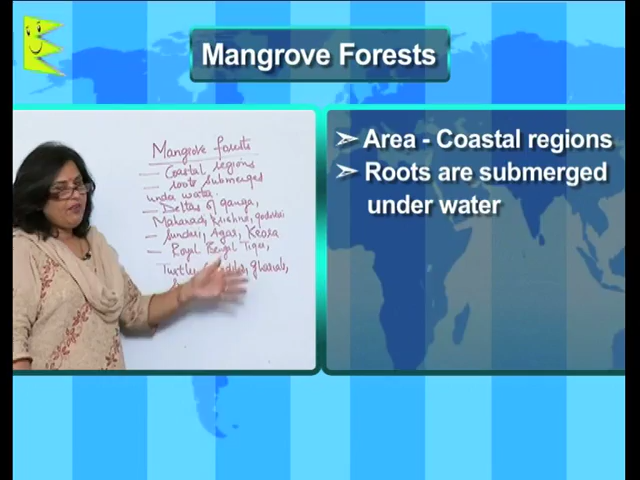 Mangrove Forests
Mangrove forests
— Coastal regions
— roots submerged
under water.
— Deltas of ganga,
Mahanadi, Krishna, godavari
— Sundari, Agar, Keora
— Royal Bengal Tiger,
Turtle, gharials,
➢ Area - Coastal regions
➢ Roots are submerged
under water